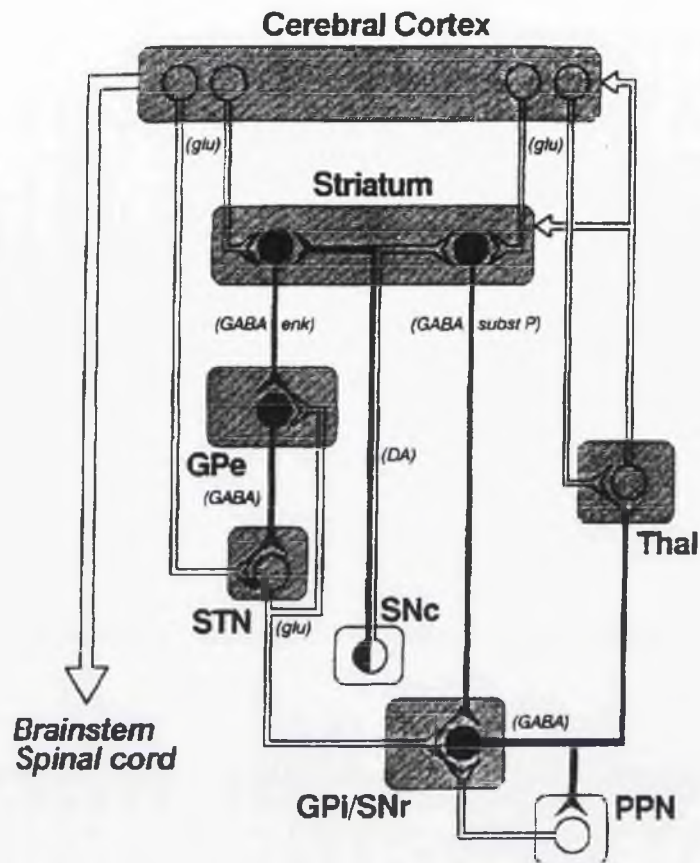 Cerebral Cortex
(glu)
(glu)
Striatum
(GABA enk)
(GABA subst P)
GPe
(DA)
(GABA)
Thal
STN
(glu)
SNc
Brainstem
Spinal cord
(GABA)
GPi/SNr
PPN